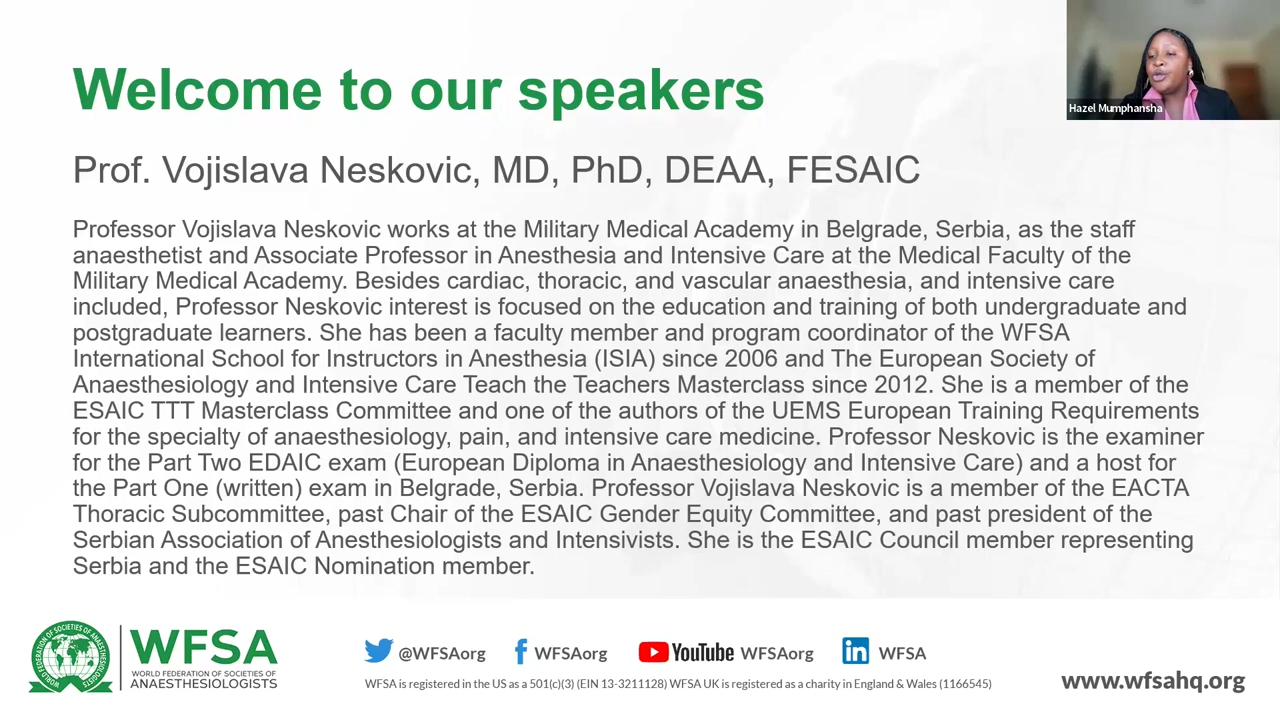 Welcome to our speakers
Hazel Mumphansha
Prof. Vojislava Neskovic, MD, PhD, DEAA, FESAIC
Professor Vojislava Neskovic works at the Military Medical Academy in Belgrade, Serbia, as the staff
anaesthetist and Associate Professor in Anesthesia and Intensive Care at the Medical Faculty of the
Military Medical Academy. Besides cardiac, thoracic, and vascular anaesthesia, and intensive care
included, Professor Neskovic interest is focused on the education and training of both undergraduate and
postgraduate learners. She has been a faculty member and program coordinator of the WFSA
International School for Instructors in Anesthesia (ISIA) since 2006 and The European Society of
Anaesthesiology and Intensive Care Teach the Teachers Masterclass since 2012. She is a member of the
ESAIC TTT Masterclass Committee and one of the authors of the UEMS European Training Requirements
for the specialty of anaesthesiology, pain, and intensive care medicine. Professor Neskovic is the examiner
for the Part Two EDAIC exam (European Diploma in Anaesthesiology and Intensive Care) and a host for
the Part One (written) exam in Belgrade, Serbia. Professor Vojislava Neskovic is a member of the EACTA
Thoracic Subcommittee, past Chair of the ESAIC Gender Equity Committee, and past president of the
Serbian Association of Anesthesiologists and Intensivists. She is the ESAIC Council member representing
Serbia and the ESAIC Nomination member.
WORLD FEDERATION OF SOCIETIES OF ANAESTHESIOLOGISTS
WFSA
WORLD FEDERATION OF SOCIETIES OF
ANAESTHESIOLOGISTS
@WFSAorg
WFSAorg
YouTube WFSAorg
in WFSA
WFSA is registered in the US as a 501(c)(3) (EIN 13-3211128) WFSA UK is registered as a charity in England & Wales (1166545)
www.wfsahq.org